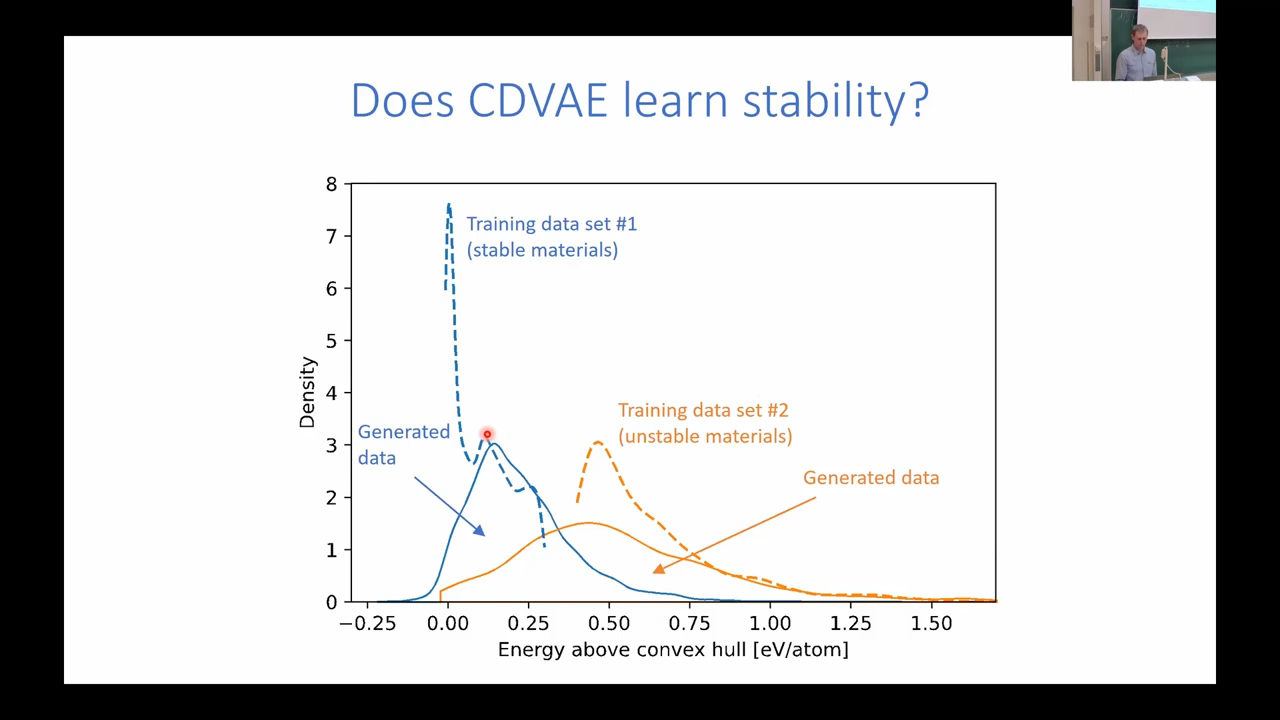 Does CDVAE learn stability?
8
7
6
5
4
3
2
1
0
Density
Training data set #1
(stable materials)
Generated
data
Training data set #2
(unstable materials)
Generated data
−0.25 0.00 0.25 0.50 0.75 1.00 1.25 1.50
Energy above convex hull [eV/atom]